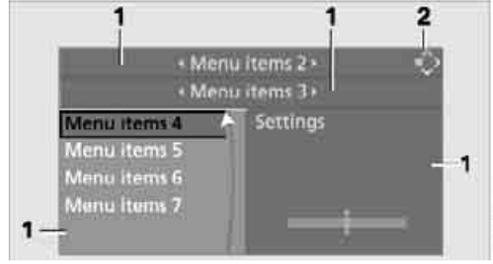 1 1 2
‹ Menu items 2 ›
‹ Menu items 3 ›
Menu items 4 Settings
Menu items 5
Menu items 6 1
Menu items 7
1